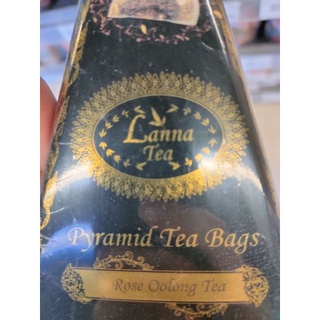 Lanna
Tea
Pyramid Tea Bags
Rose Oolong Tea